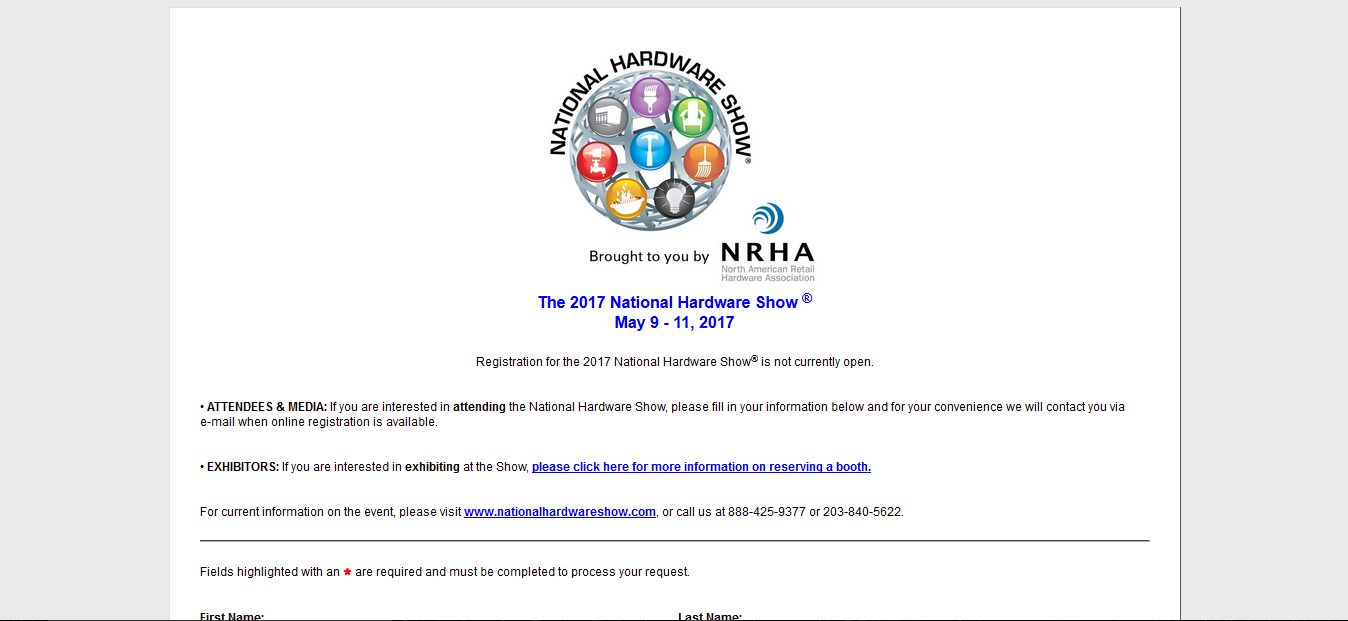 NATIONAL HARDWARE SHOW®
Brought to you by NRHA
North American Retail
Hardware Association
The 2017 National Hardware Show ®
May 9 - 11, 2017
Registration for the 2017 National Hardware Show® is not currently open.
• ATTENDEES & MEDIA: If you are interested in attending the National Hardware Show, please fill in your information below and for your convenience we will contact you via
e-mail when online registration is available.
• EXHIBITORS: If you are interested in exhibiting at the Show, please click here for more information on reserving a booth.
For current information on the event, please visit www.nationalhardwareshow.com, or call us at 888-425-9377 or 203-840-5622.
Fields highlighted with an * are required and must be completed to process your request.
First Name: Last Name: